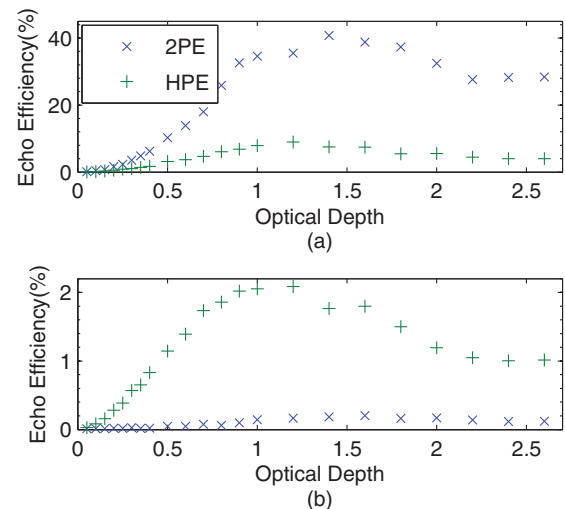 Echo Efficiency(%)
40
20
0
× 2PE
+ HPE
0 0.5 1 1.5 2 2.5
Optical Depth
(a)
Echo Efficiency(%)
2
1
0
0 0.5 1 1.5 2 2.5
Optical Depth
(b)